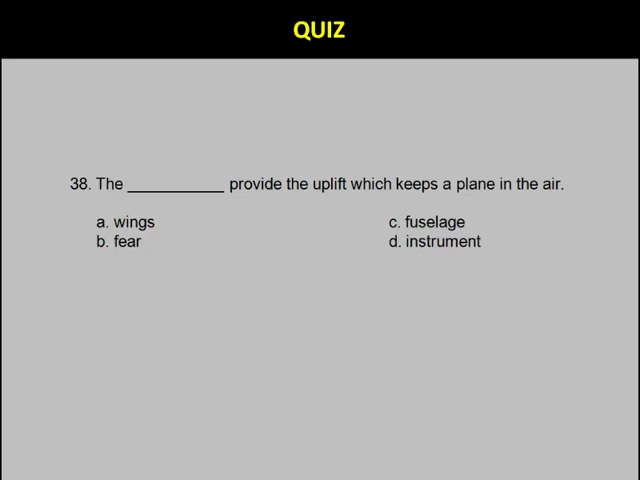 QUIZ
38. The ___________ provide the uplift which keeps a plane in the air.
a. wings
c. fuselage
b. fear
d. instrument